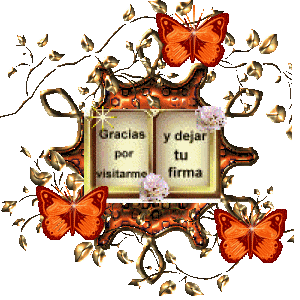 Gracias
por
visitarme
y dejar
tu
firma